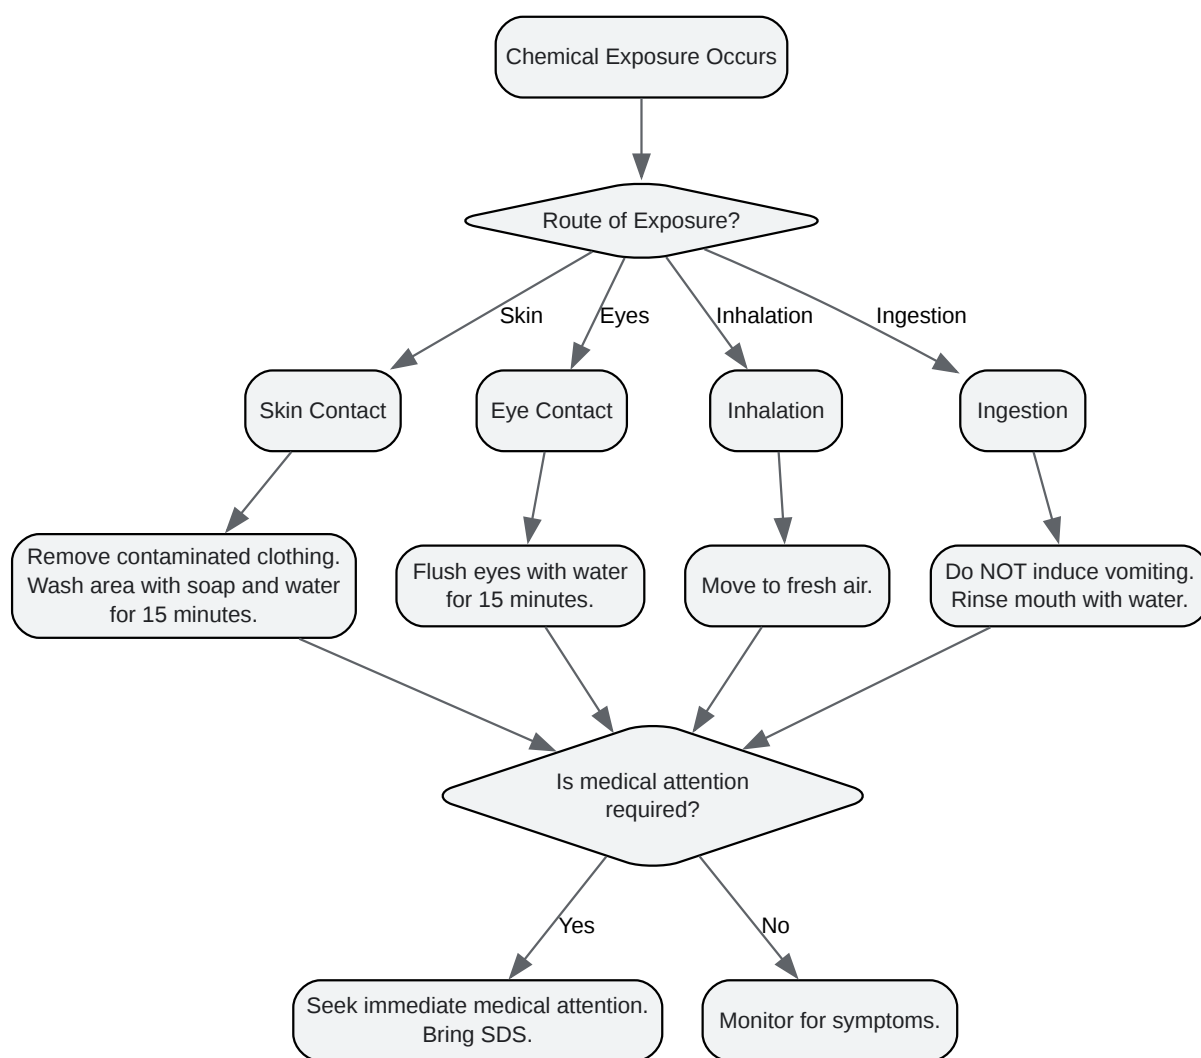 Chemical Exposure Occurs
Route of Exposure?
Skin
Eyes
Inhalation
Ingestion
Skin Contact
Eye Contact
Inhalation
Ingestion
Remove contaminated clothing.
Wash area with soap and water
for 15 minutes.
Flush eyes with water
for 15 minutes.
Move to fresh air.
Do NOT induce vomiting.
Rinse mouth with water.
Is medical attention
required?
Yes
No
Seek immediate medical attention.
Bring SDS.
Monitor for symptoms.